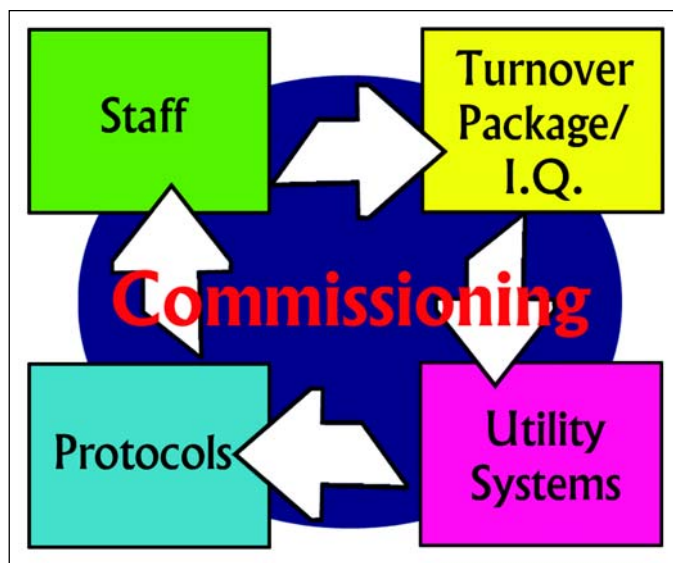 Staff
Turnover
Package/
I.Q.
Commissioning
Protocols
Utility
Systems